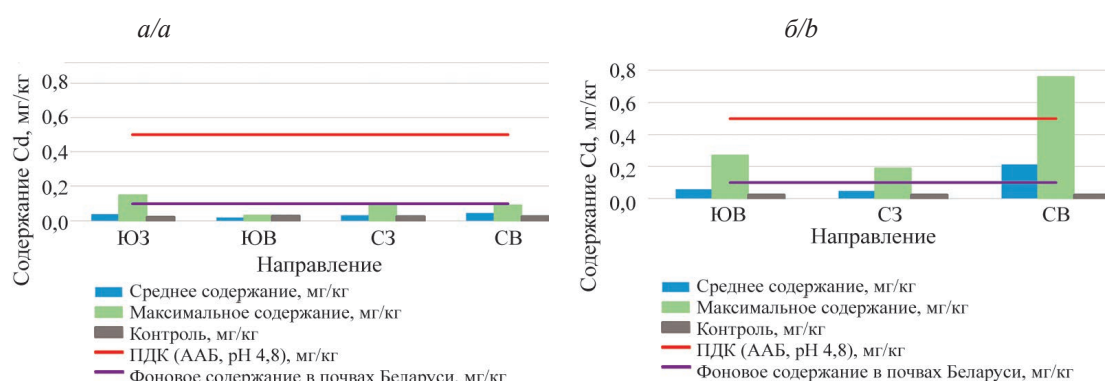 а/a
Содержание Cd, мг/кг
0,8
0,6
0,4
0,2
0,0
ЮЗ ЮВ СЗ СВ
Направление
Среднее содержание, мг/кг
Максимальное содержание, мг/кг
Контроль, мг/кг
ПДК (ААБ, рН 4,8), мг/кг
Фоновое содержание в почвах Беларуси, мг/кг
б/b
Содержание Cd, мг/кг
0,8
0,6
0,4
0,2
0,0
ЮВ СЗ СВ
Направление
Среднее содержание, мг/кг
Максимальное содержание, мг/кг
Контроль, мг/кг
ПДК (ААБ, рН 4,8), мг/кг
Фоновое содержание в почвах Беларуси, мг/кг